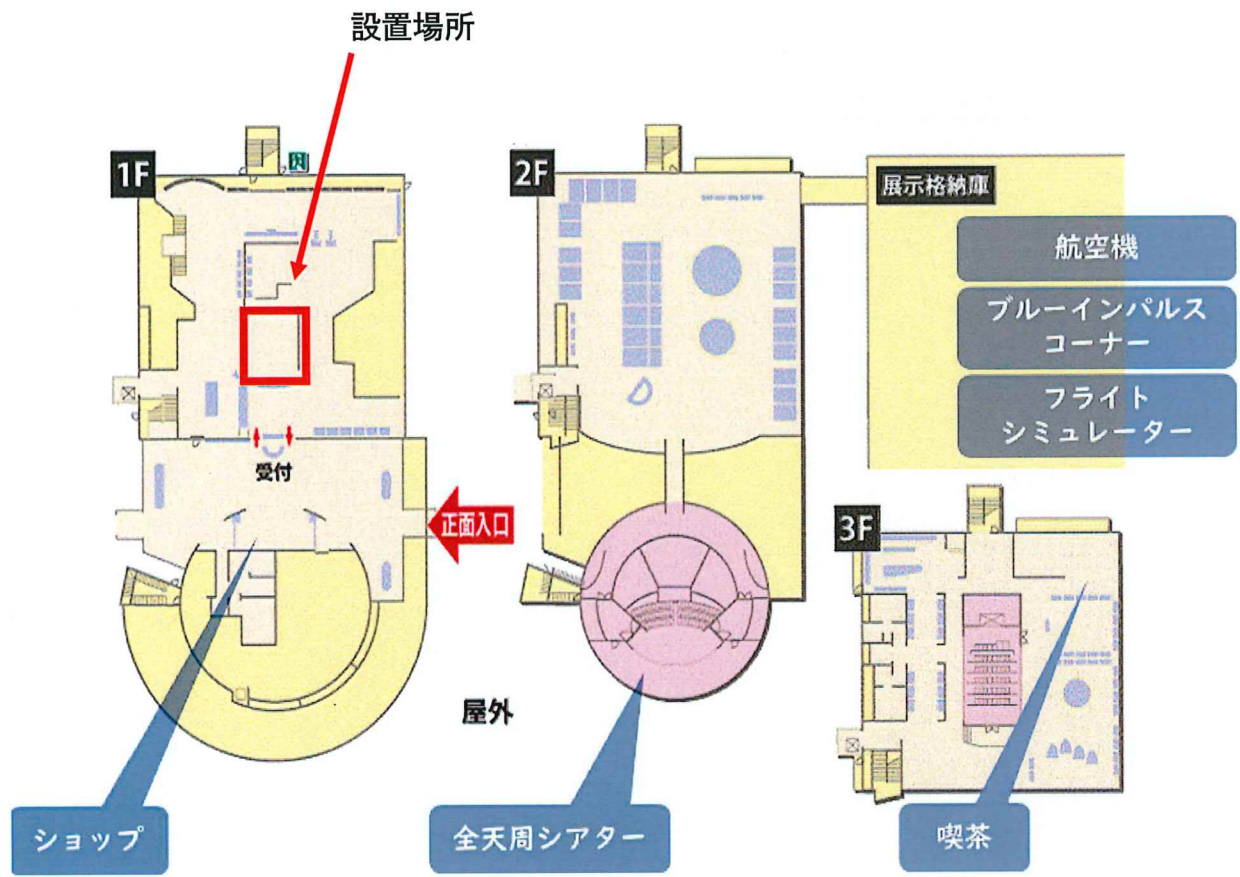 設置場所
1F
2F
展示格納庫
航空機
ブルーインパルス
コーナー
フライト
シミュレーター
受付
正面入口
3F
屋外
ショップ
全天周シアター
喫茶